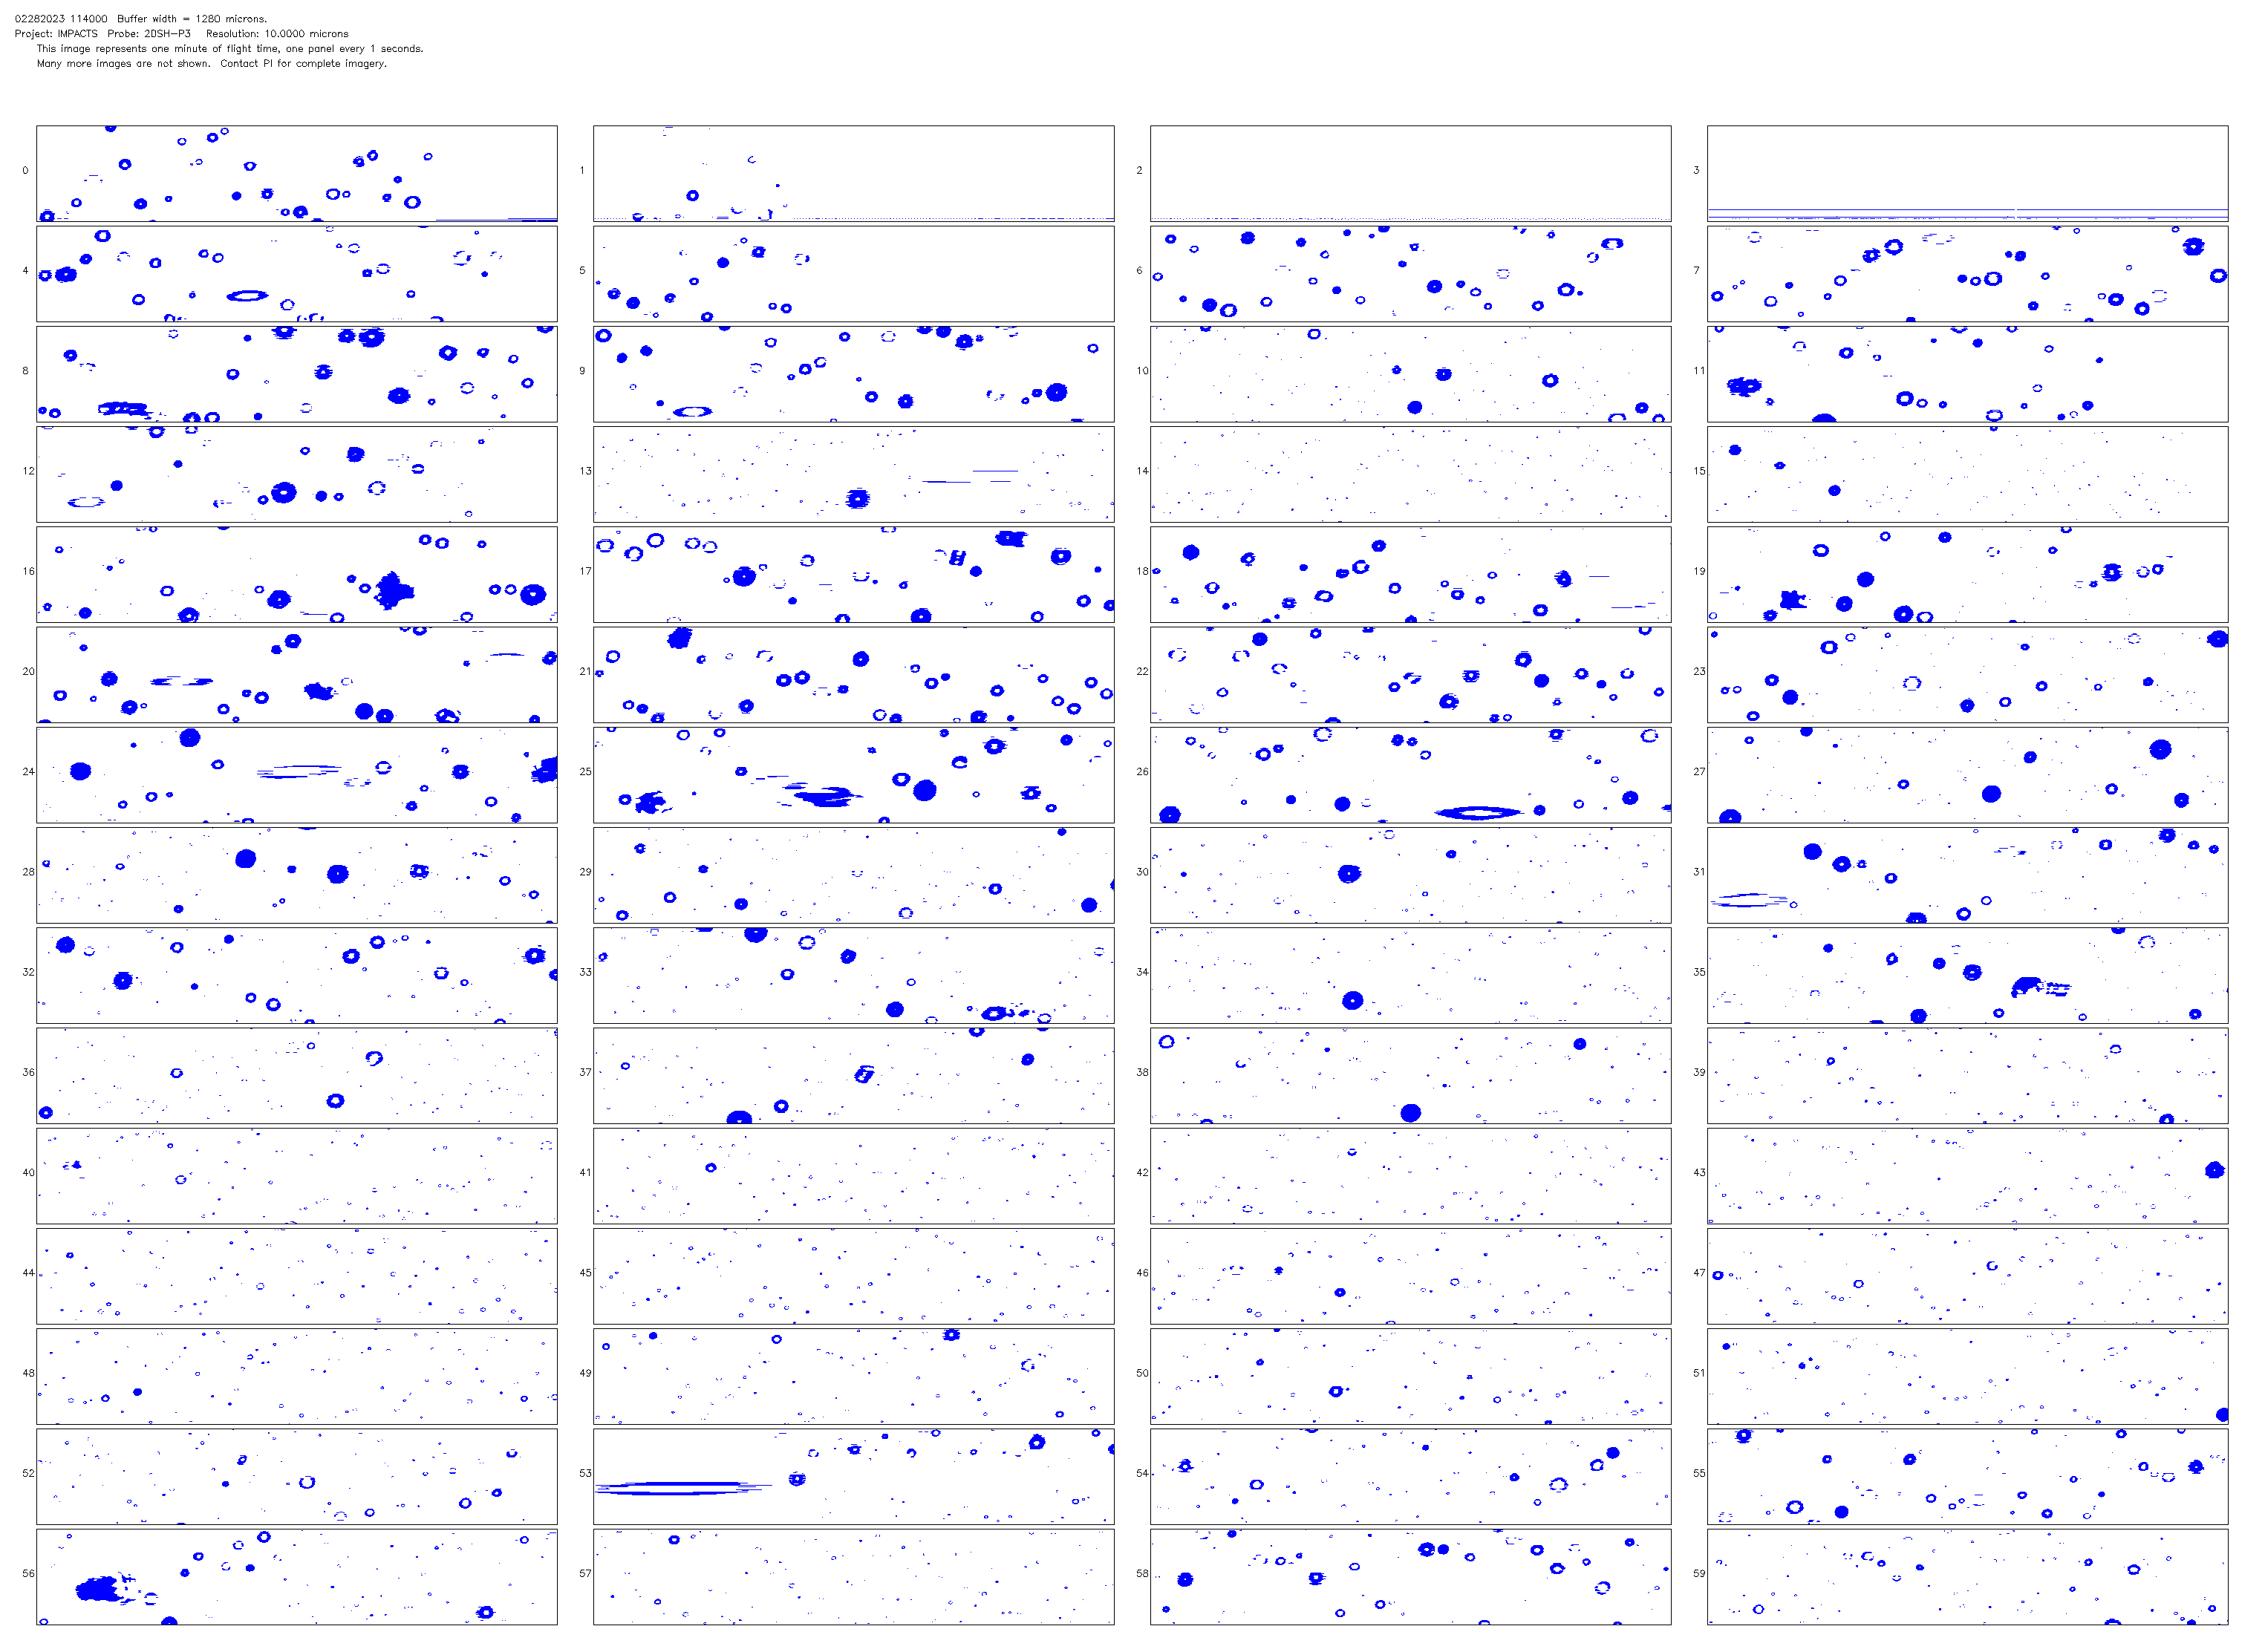 02282023 114000  Buffer width = 1280 microns.
Project: IMPACTS  Probe: 2DSH-P3    Resolution: 10.0000 microns
This image represents one minute of flight time, one panel every 1 seconds.
Many more images are not shown.  Contact PI for complete imagery.
0 1 2 3
4 5 6 7
8 9 10 11
12 13 14 15
16 17 18 19
20 21 22 23
24 25 26 27
28 29 30 31
32 33 34 35
36 37 38 39
40 41 42 43
44 45 46 47
48 49 50 51
52 53 54 55
56 57 58 59